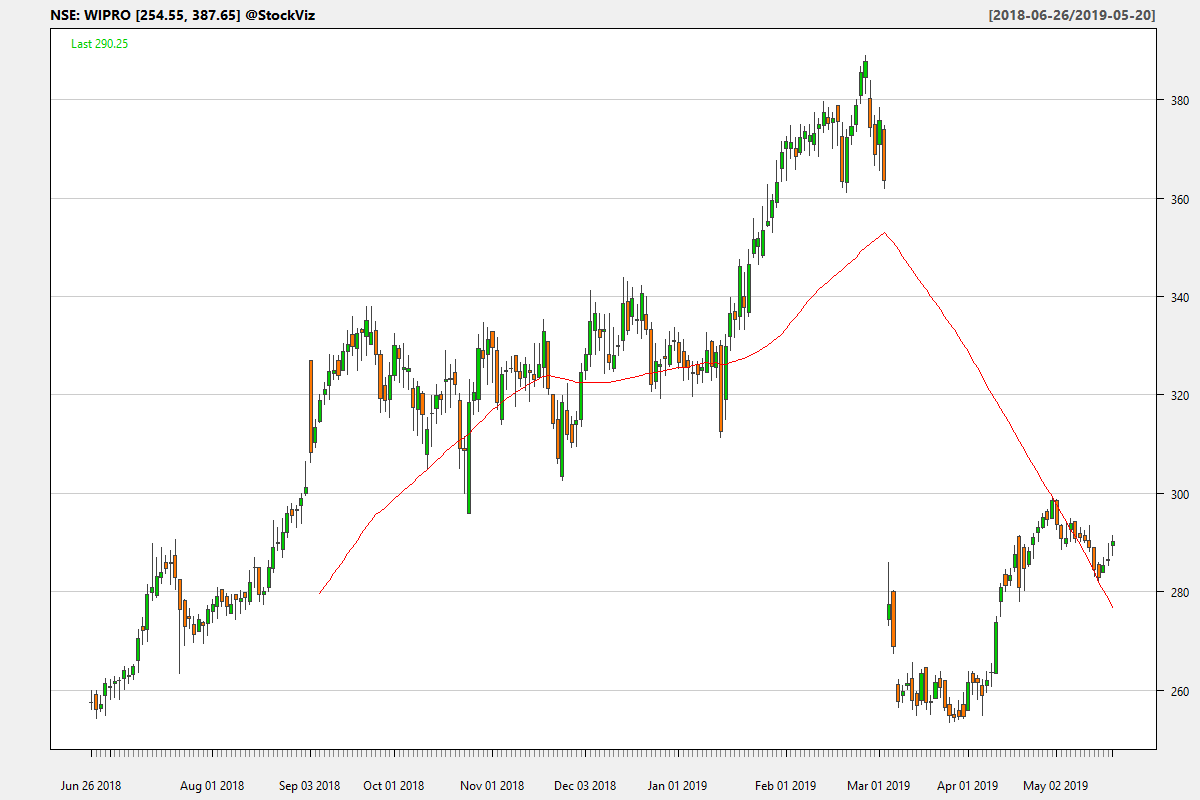 NSE: WIPRO [254.55, 387.65] @StockViz
[2018-06-26/2019-05-20]
Last 290.25
380
360
340
320
300
280
260
Jun 26 2018
Aug 01 2018
Sep 03 2018
Oct 01 2018
Nov 01 2018
Dec 03 2018
Jan 01 2019
Feb 01 2019
Mar 01 2019
Apr 01 2019
May 02 2019